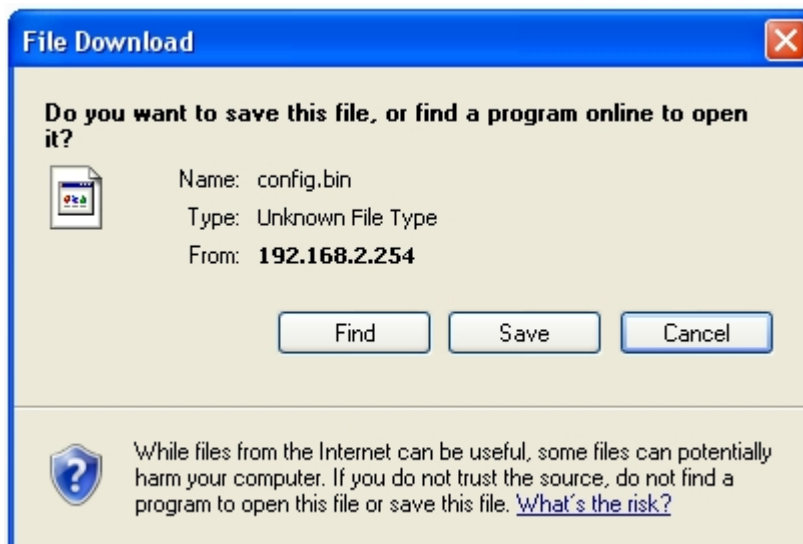 File Download
Do you want to save this file, or find a program online to open
it?
Name: config.bin
Type: Unknown File Type
From: 192.168.2.254
Find Save Cancel
While files from the Internet can be useful, some files can potentially
harm your computer. If you do not trust the source, do not find a
program to open this file or save this file. What's the risk?